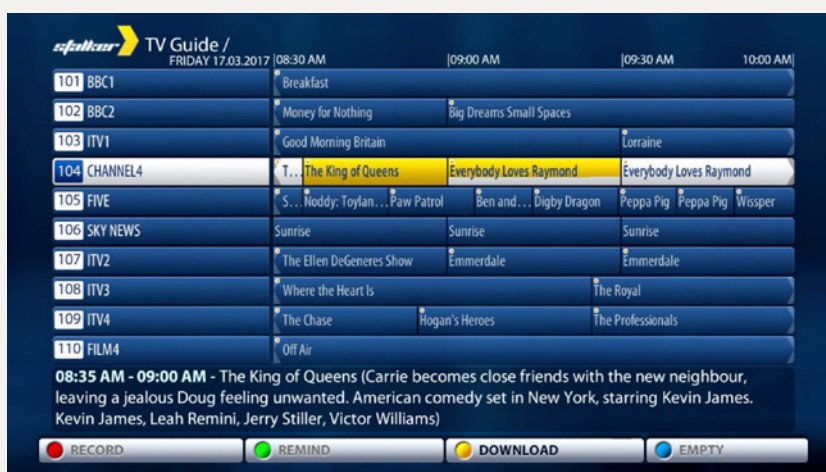 stalker TV Guide /
FRIDAY 17.03.2017 |08:30 AM |09:00 AM |09:30 AM 10:00 AM|
101 BBC1 Breakfast
102 BBC2 Money for Nothing Big Dreams Small Spaces
103 ITV1 Good Morning Britain Lorraine
104 CHANNEL4 T... The King of Queens Everybody Loves Raymond Everybody Loves Raymond
105 FIVE S... Noddy: Toylan... Paw Patrol Ben and... Digby Dragon Peppa Pig Peppa Pig Wissper
106 SKY NEWS Sunrise Sunrise Sunrise
107 ITV2 The Ellen DeGeneres Show Emmerdale Emmerdale
108 ITV3 Where the Heart Is The Royal
109 ITV4 The Chase Hogan's Heroes The Professionals
110 FILM4 Off Air
08:35 AM - 09:00 AM - The King of Queens (Carrie becomes close friends with the new neighbour,
leaving a jealous Doug feeling unwanted. American comedy set in New York, starring Kevin James.
Kevin James, Leah Remini, Jerry Stiller, Victor Williams)
RECORD REMIND DOWNLOAD EMPTY